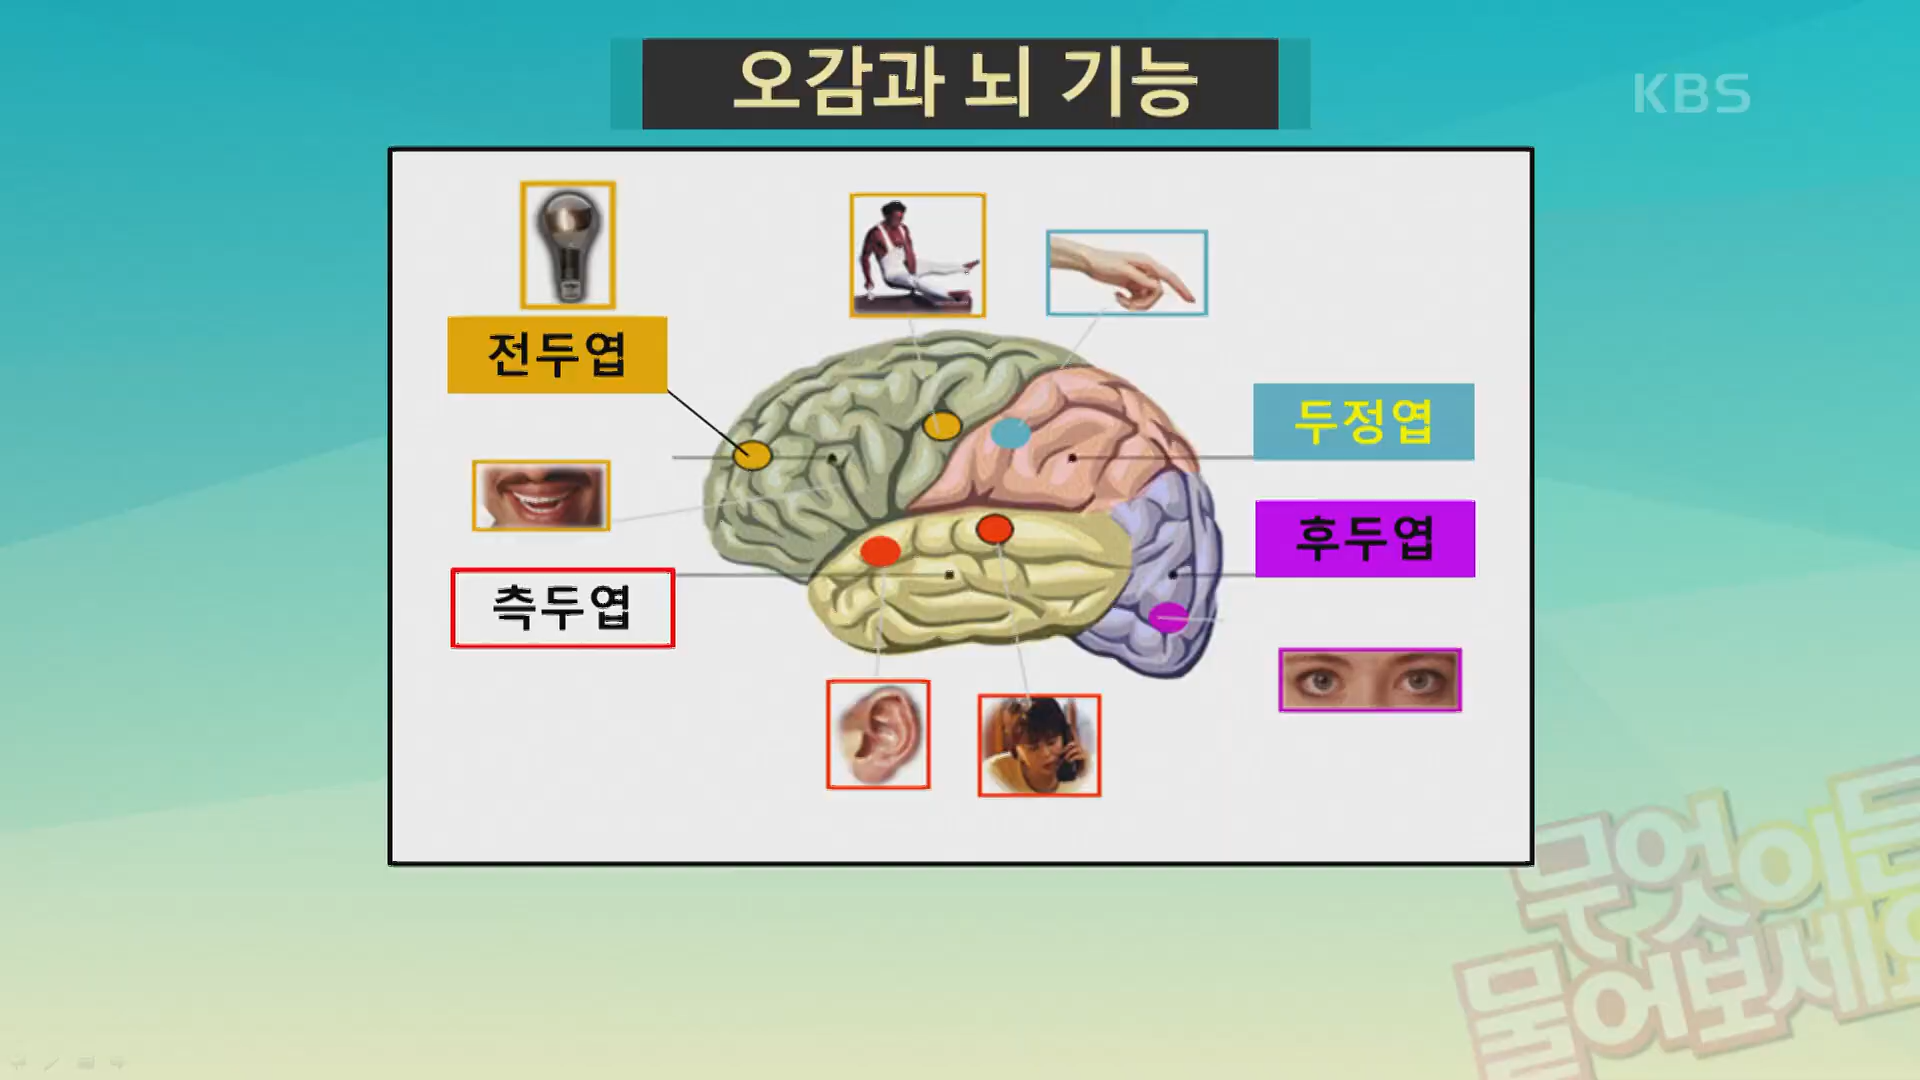 오감과 뇌 기능
KBS
전두엽
두정엽
후두엽
측두엽
무엇이든
물어보세요